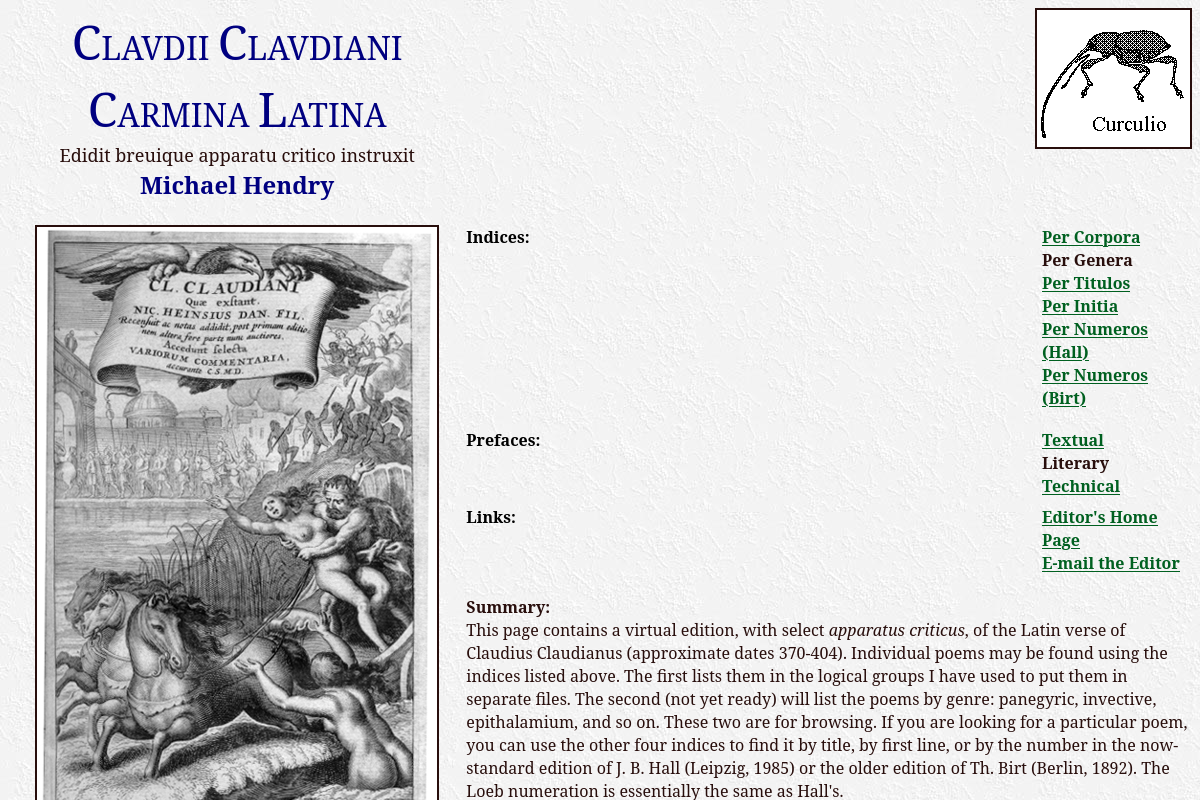 CLAVDII CLAVDIANI
CARMINA LATINA
Edidit breuique apparatu critico instruxit
Michael Hendry
Curculio
CL. CLAUDIANI
Quæ exstant.
NIC. HEINSIUS DAN. FIL.
Recensuit ac notas addidit, post primam editio-
nem altera fere parte nunc auctiores.
Accedunt selecta
VARIORUM COMMENTARIA,
accurante C.S.M.D.
Indices:
Per Corpora
Per Genera
Per Titulos
Per Initia
Per Numeros
(Hall)
Per Numeros
(Birt)
Prefaces:
Textual
Literary
Technical
Links:
Editor's Home
Page
E-mail the Editor
Summary:
This page contains a virtual edition, with select apparatus criticus, of the Latin verse of
Claudius Claudianus (approximate dates 370-404). Individual poems may be found using the
indices listed above. The first lists them in the logical groups I have used to put them in
separate files. The second (not yet ready) will list the poems by genre: panegyric, invective,
epithalamium, and so on. These two are for browsing. If you are looking for a particular poem,
you can use the other four indices to find it by title, by first line, or by the number in the now-
standard edition of J. B. Hall (Leipzig, 1985) or the older edition of Th. Birt (Berlin, 1892). The
Loeb numeration is essentially the same as Hall's.